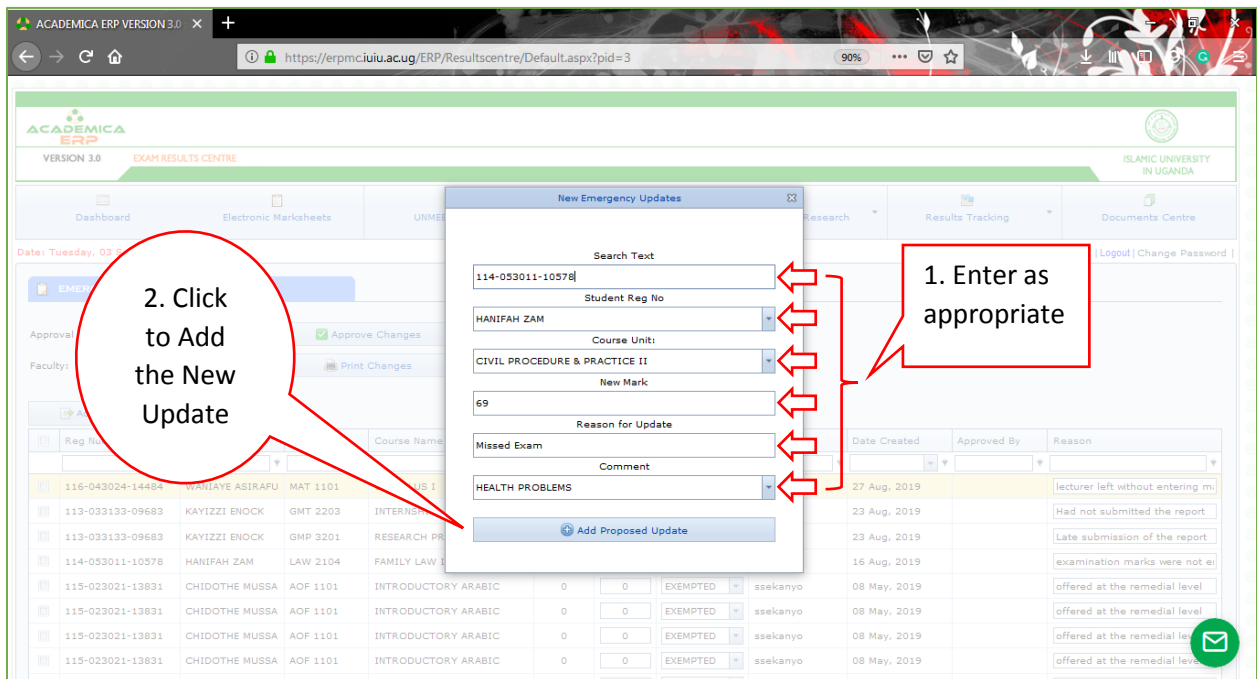 ACADEMICA ERP VERSION 3.0
https://erpmc.iuiu.ac.ug/ERP/Resultscentre/Default.aspx?pid=3
90%
ACADEMICA
ERP
VERSION 3.0 EXAM RESULTS CENTRE
ISLAMIC UNIVERSITY
IN UGANDA
Dashboard Electronic Marksheets Research Results Tracking Documents Centre
Date: Tuesday, 03 | Logout | Change Password |
Approval Approve Changes
Faculty: Print Changes
New Emergency Updates
Search Text
114-053011-10578
Student Reg No
HANIFAH ZAM
Course Unit:
CIVIL PROCEDURE & PRACTICE II
New Mark
69
Reason for Update
Missed Exam
Comment
HEALTH PROBLEMS
Add Proposed Update
1. Enter as
appropriate
2. Click
to Add
the New
Update
Course Name Date Created Approved By Reason
116-043024-14484 WANIAYE ASIRAFU MAT 1101 27 Aug, 2019 lecturer left without entering
113-033133-09683 KAYIZZI ENOCK GMT 2203 23 Aug, 2019 Had not submitted the report
113-033133-09683 KAYIZZI ENOCK GMP 3201 RESEARCH 23 Aug, 2019 Late submission of the report
114-053011-10578 HANIFAH ZAM LAW 2104 FAMILY LAW I 16 Aug, 2019 examination marks were not
115-023021-13831 CHIDOTHE MUSSA AOF 1101 INTRODUCTORY ARABIC 0 0 EXEMPTED ssekanyo 08 May, 2019 offered at the remedial level
115-023021-13831 CHIDOTHE MUSSA AOF 1101 INTRODUCTORY ARABIC 0 0 EXEMPTED ssekanyo 08 May, 2019 offered at the remedial level
115-023021-13831 CHIDOTHE MUSSA AOF 1101 INTRODUCTORY ARABIC 0 0 EXEMPTED ssekanyo 08 May, 2019 offered at the remedial
115-023021-13831 CHIDOTHE MUSSA AOF 1101 INTRODUCTORY ARABIC 0 0 EXEMPTED ssekanyo 08 May, 2019 offered at the remedial